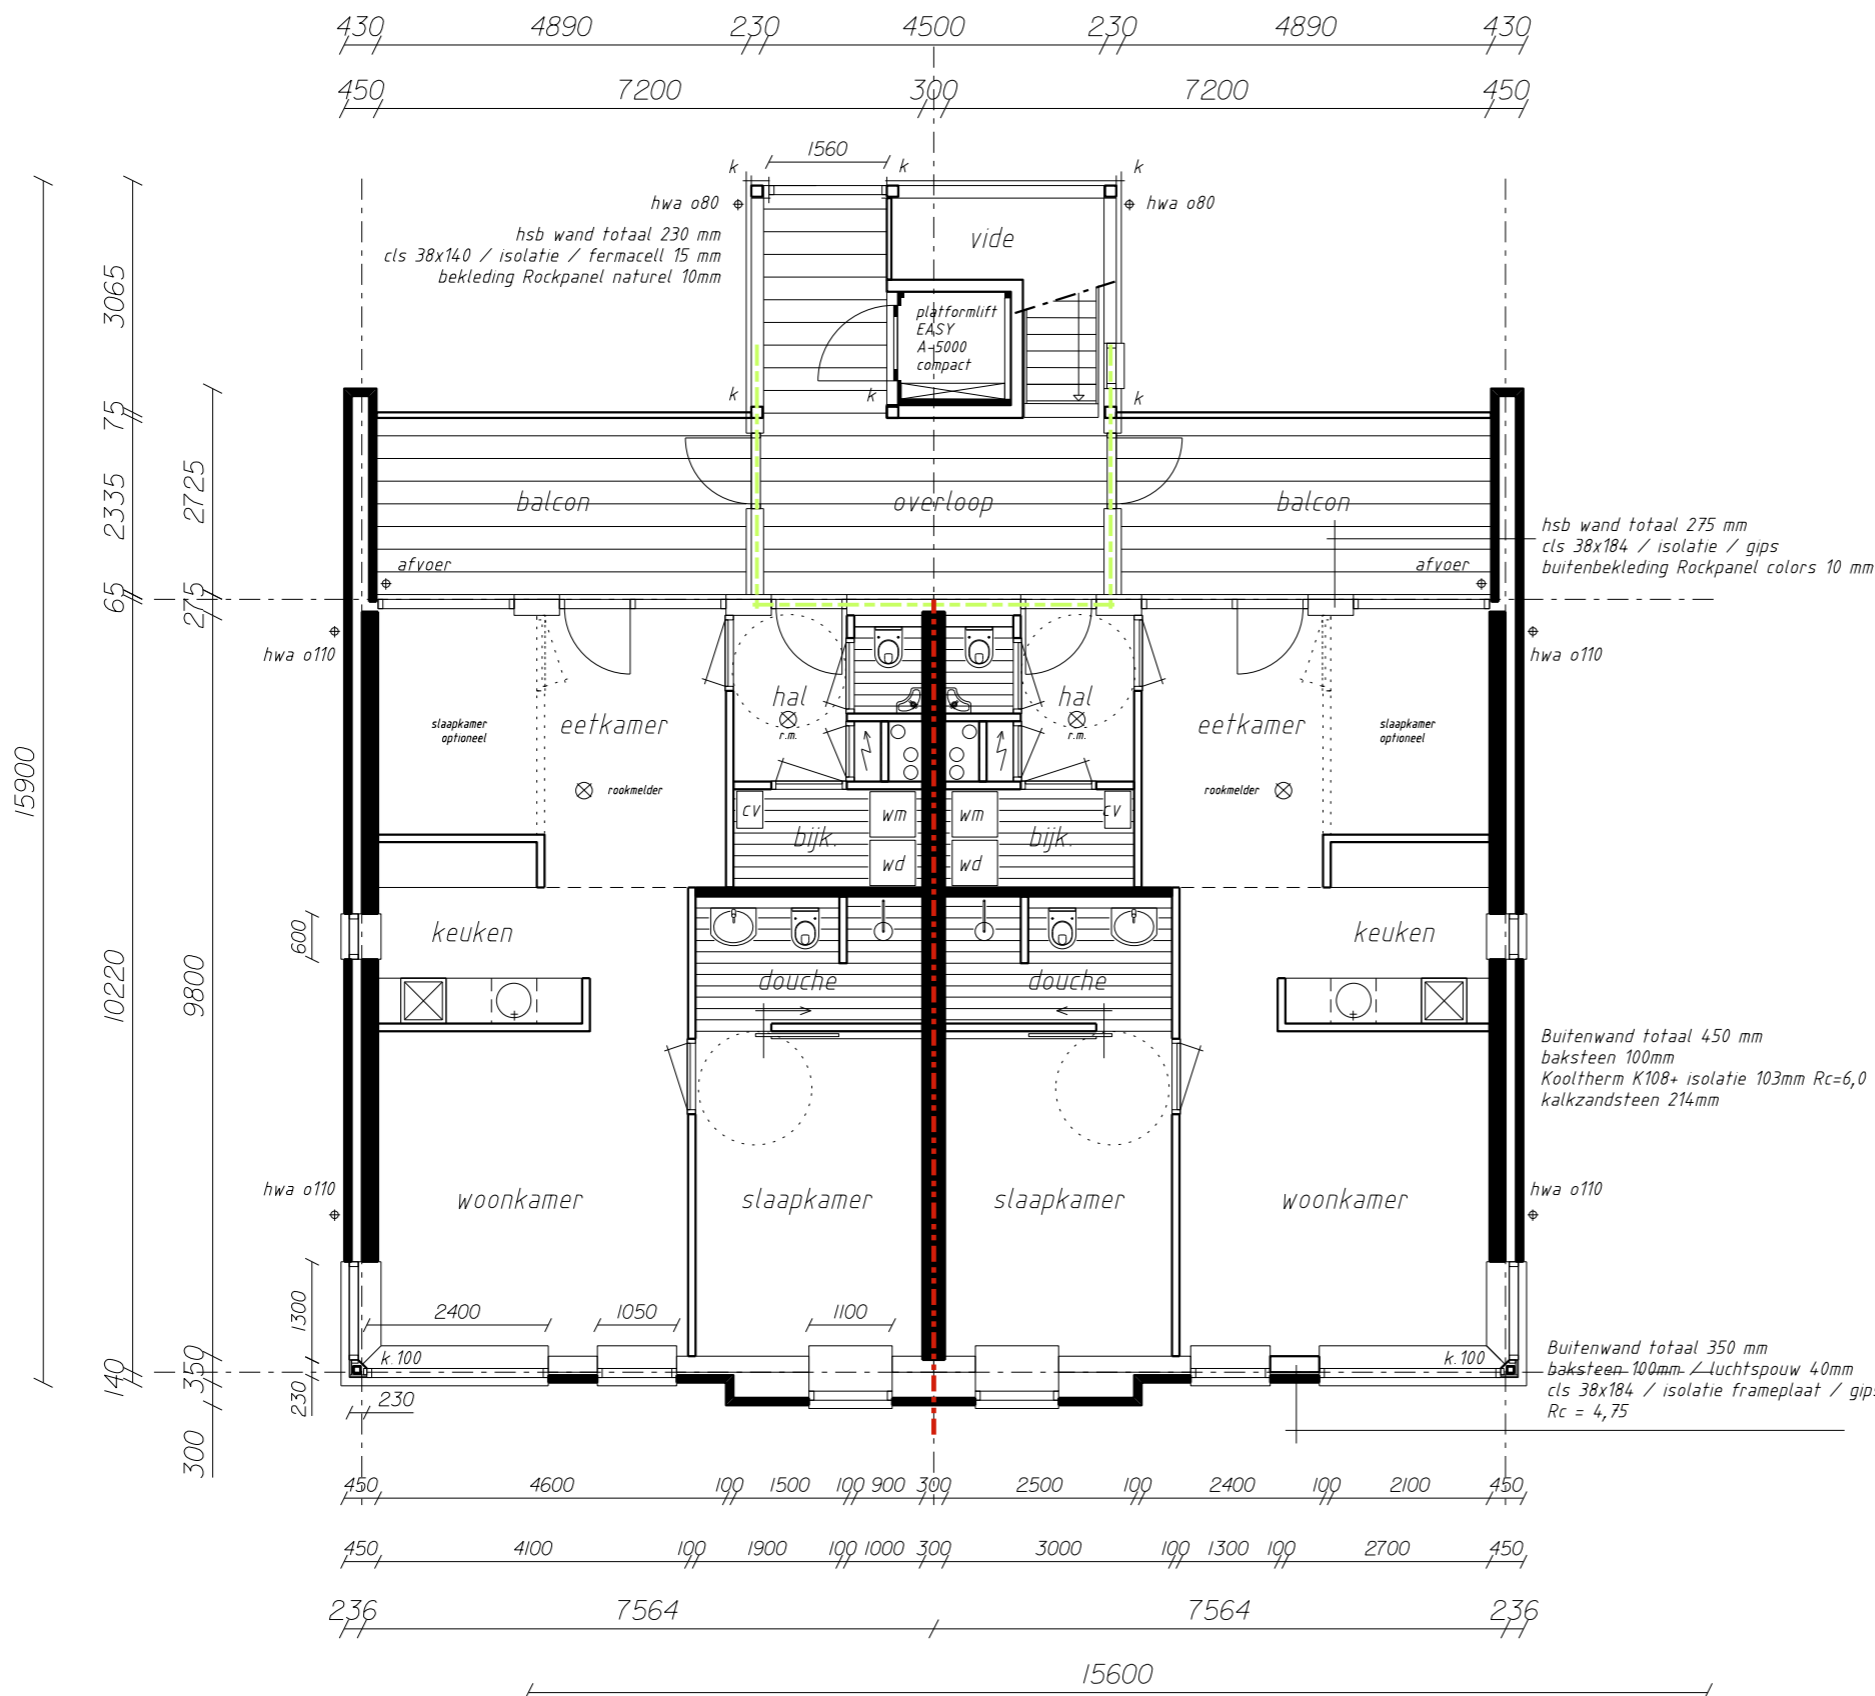 430 4890 230 4500 230 4890 430
450 7200 300 7200 450
1560
k k k
hwa o80 hwa o80
hsb wand totaal 230 mm
cls 38x140 / isolatie / fermacell 15 mm
bekleding Rockpanel naturel 10mm
vide
platformlift
EASY
A-5000
compact
k k k
3065
75
2335
65
10220
140
15900
2725
275
9800
350
300
balcon overloop balcon
afvoer afvoer
hsb wand totaal 275 mm
cls 38x184 / isolatie / gips
buitenbekleding Rockpanel colors 10 mm
hwa o110 hwa o110
hal hal
r.m. r.m.
slaapkamer
optioneel
eetkamer eetkamer
slaapkamer
optioneel
rookmelder rookmelder
cv wm wm cv
bijk. bijk.
wd wd
600
keuken keuken
douche douche
Buitenwand totaal 450 mm
baksteen 100mm
Kooltherm K108+ isolatie 103mm Rc=6,0
kalkzandsteen 214mm
hwa o110 hwa o110
woonkamer slaapkamer slaapkamer woonkamer
1300
2400 1050 1100
k.100 k.100
230
230
Buitenwand totaal 350 mm
baksteen 100mm / luchtspouw 40mm
cls 38x184 / isolatie frameplaat / gips
Rc = 4,75
450 4600 100 1500 100 900 300 2500 100 2400 100 2100 450
450 4100 100 1900 100 1000 300 3000 100 1300 100 2700 450
236 7564 7564 236
15600